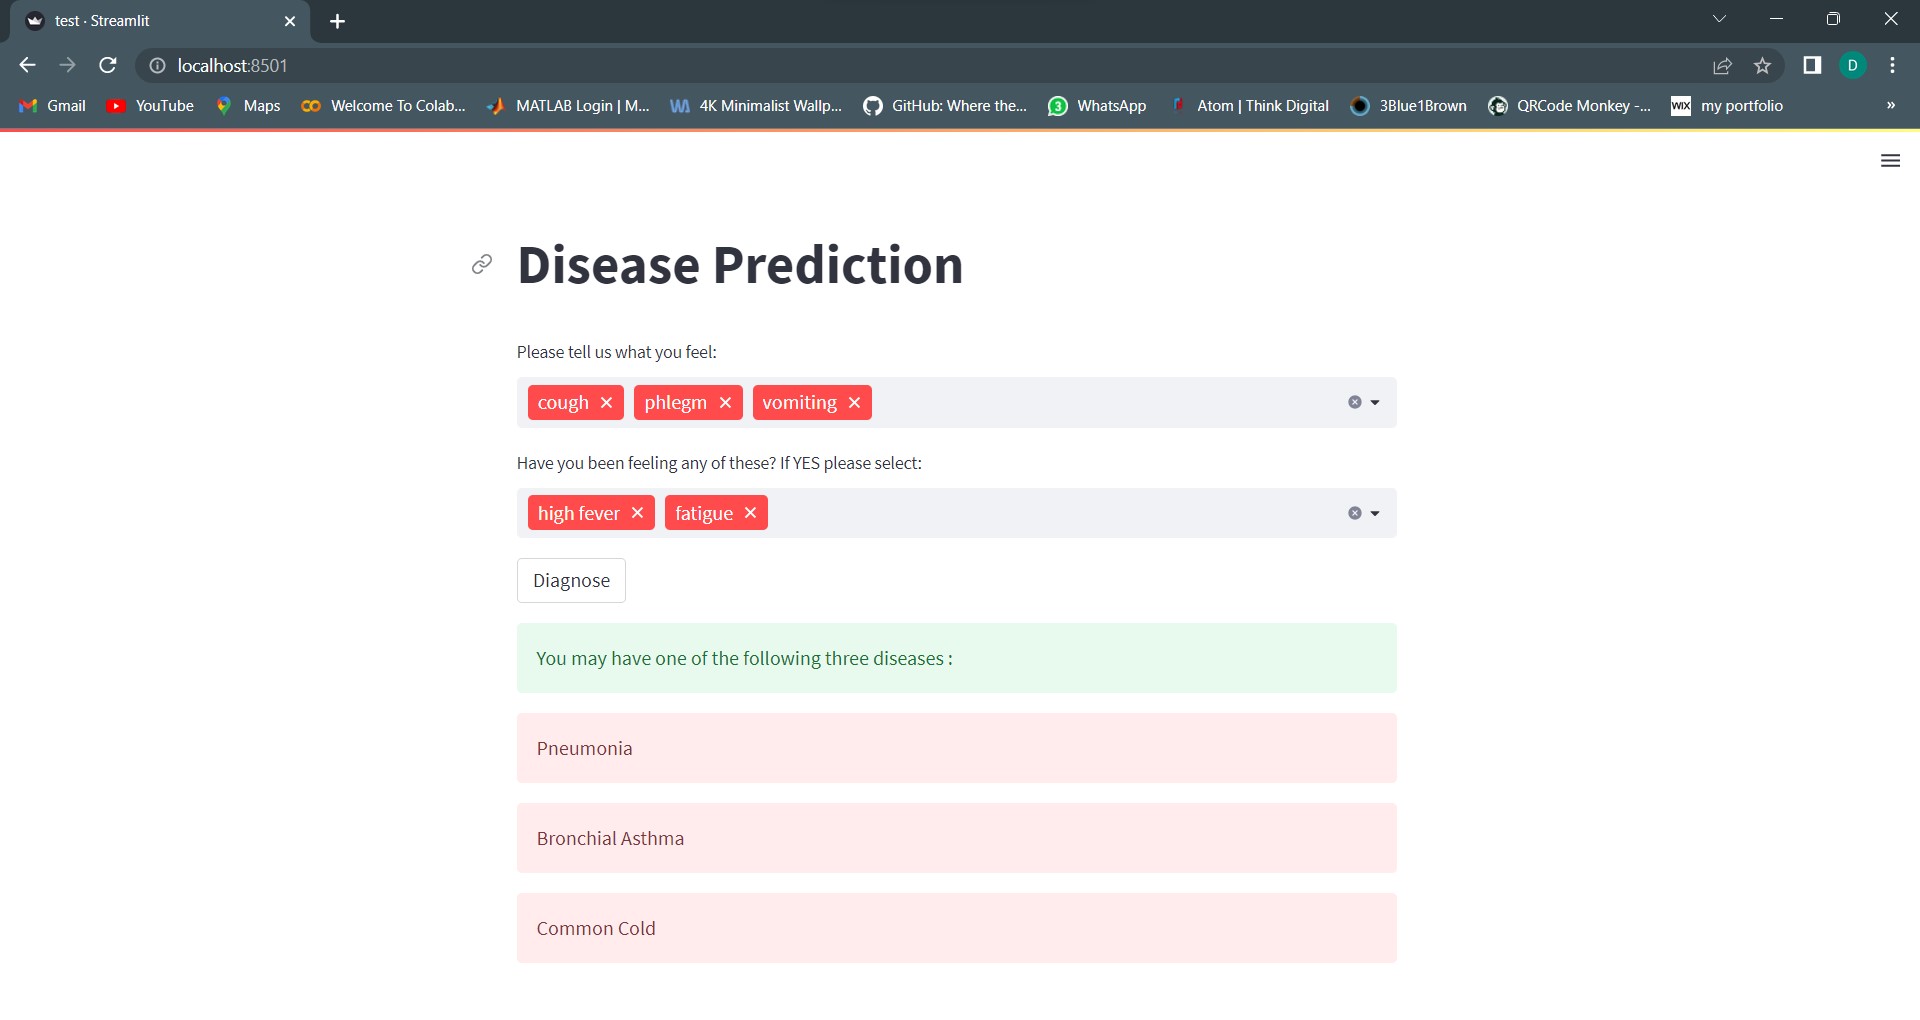 test · Streamlit
localhost:8501
D
Gmail YouTube Maps Welcome To Colab... MATLAB Login | M... 4K Minimalist Wallp... GitHub: Where the... 3 WhatsApp Atom | Think Digital 3Blue1Brown QRCode Monkey -... WIX my portfolio »
Disease Prediction
Please tell us what you feel:
cough phlegm vomiting
Have you been feeling any of these? If YES please select:
high fever fatigue
Diagnose
You may have one of the following three diseases :
Pneumonia
Bronchial Asthma
Common Cold